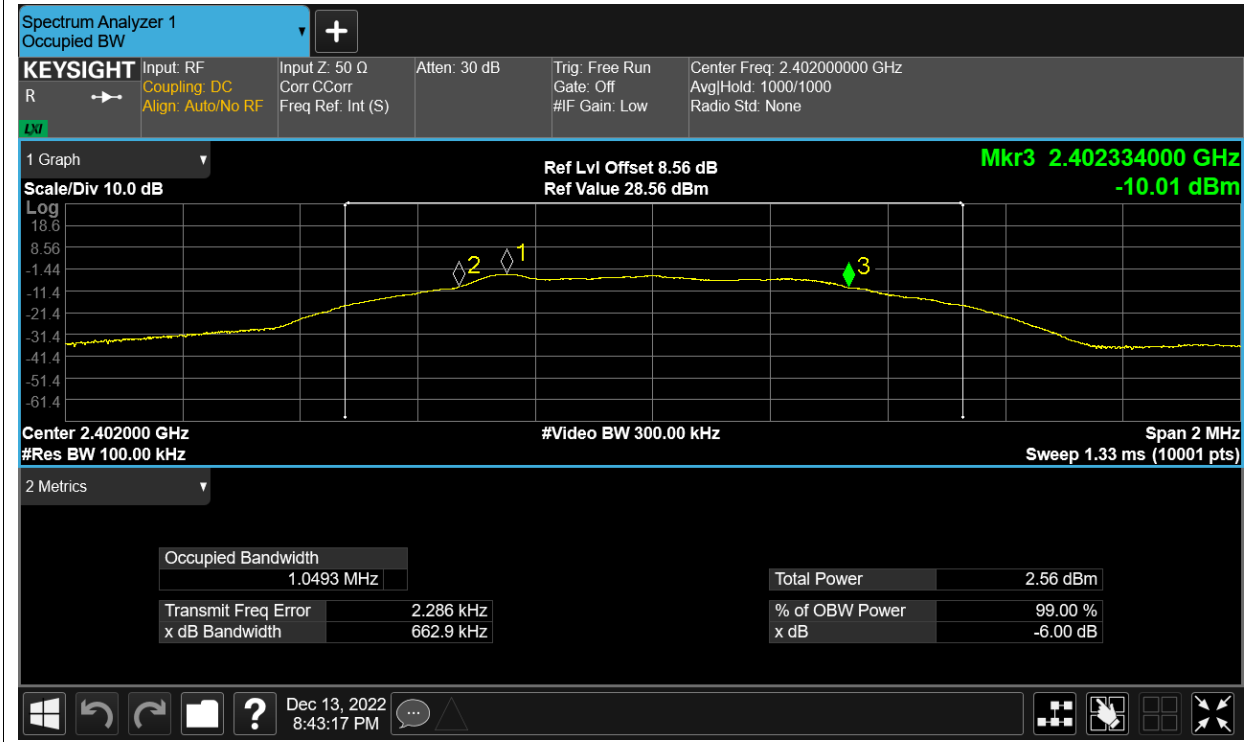 Spectrum Analyzer 1
Occupied BW
KEYSIGHT
R
LXI
Input: RF
Coupling: DC
Align: Auto/No RF
Input Z: 50 Ω
Corr CCorr
Freq Ref: Int (S)
Atten: 30 dB
Trig: Free Run
Gate: Off
#IF Gain: Low
Center Freq: 2.402000000 GHz
Avg|Hold: 1000/1000
Radio Std: None
1 Graph
Scale/Div 10.0 dB
Ref Lvl Offset 8.56 dB
Ref Value 28.56 dBm
Mkr3 2.402334000 GHz
-10.01 dBm
Log
18.6
8.56
-1.44
-11.4
-21.4
-31.4
-41.4
-51.4
-61.4
2
1
3
Center 2.402000 GHz
#Res BW 100.00 kHz
#Video BW 300.00 kHz
Span 2 MHz
Sweep 1.33 ms (10001 pts)
2 Metrics
Occupied Bandwidth
1.0493 MHz
Transmit Freq Error 2.286 kHz
x dB Bandwidth 662.9 kHz
Total Power 2.56 dBm
% of OBW Power 99.00 %
x dB -6.00 dB
?
Dec 13, 2022
8:43:17 PM